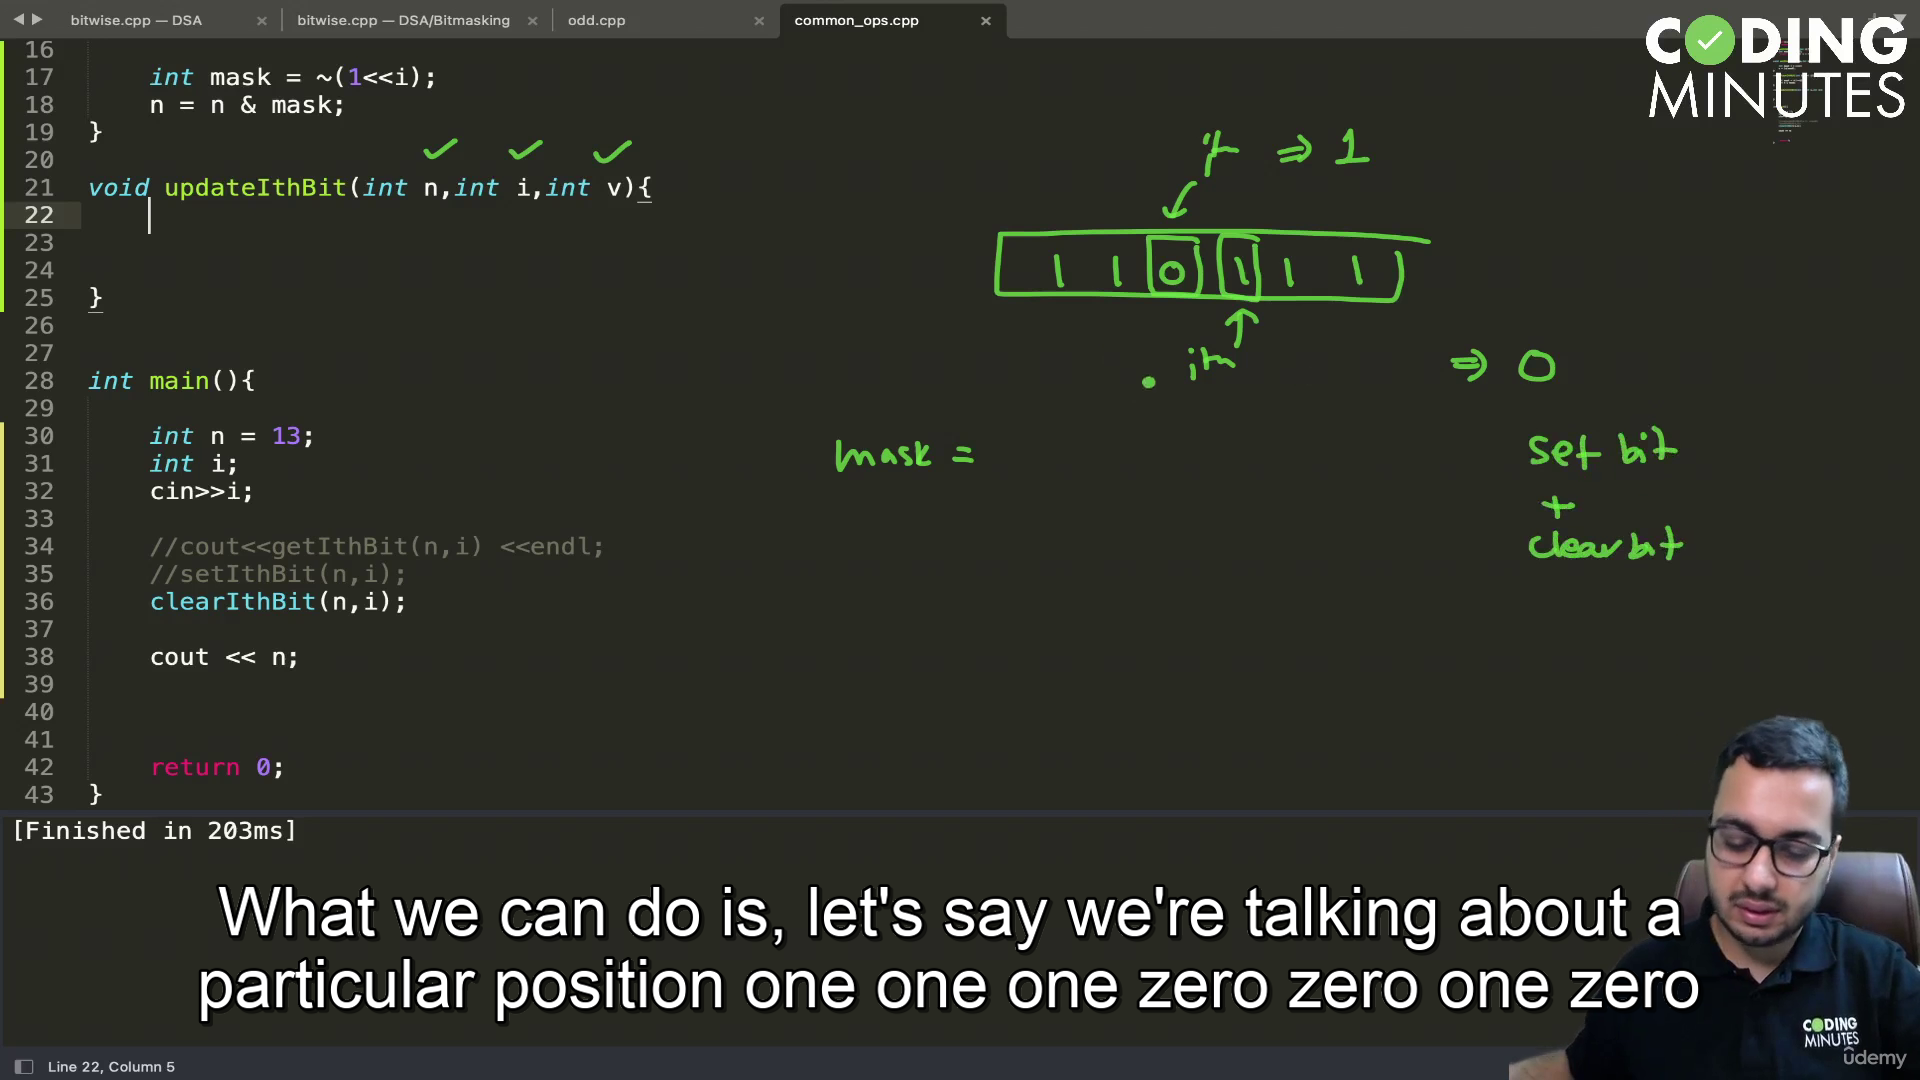 bitwise.cpp — DSA
bitwise.cpp — DSA/Bitmasking
odd.cpp
common_ops.cpp
CODING
MINUTES
16
17 int mask = ~(1<<i);
18 n = n & mask;
19 }
20
21 void updateIthBit(int n,int i,int v){
22
23
24
25 }
26
27
28 int main(){
29
30 int n = 13;
31 int i;
32 cin>>i;
33
34 //cout<<getIthBit(n,i) <<endl;
35 //setIthBit(n,i);
36 clearIthBit(n,i);
37
38 cout << n;
39
40
41
42 return 0;
43 }
⇒ 1
1 1 0 1 1 1
ith
⇒ 0
mask =
set bit
+
clear bit
[Finished in 203ms]
What we can do is, let's say we're talking about a
particular position one one one zero zero one zero
CODING
MINUTES
ûdemy
Line 22, Column 5